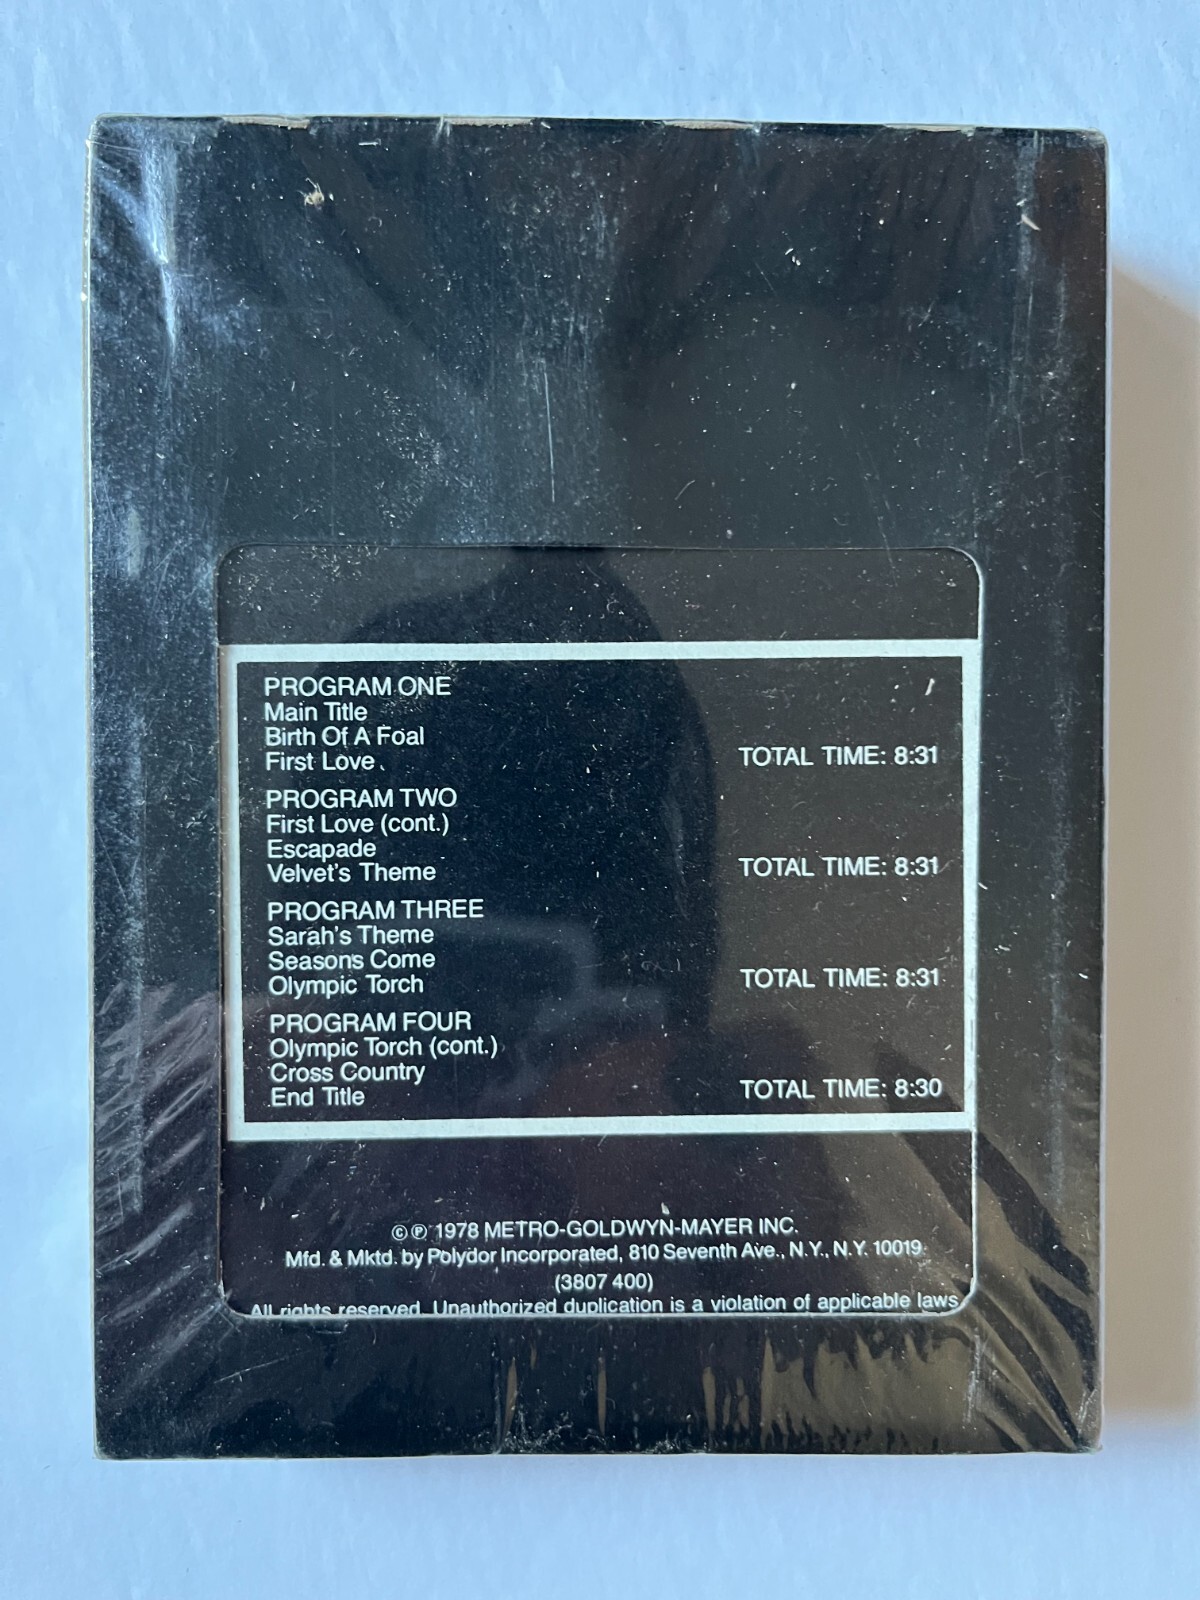 PROGRAM ONE
Main Title
Birth Of A Foal
First Love
TOTAL TIME: 8:31
PROGRAM TWO
First Love (cont.)
Escapade
Velvet's Theme
TOTAL TIME: 8:31
PROGRAM THREE
Sarah's Theme
Seasons Come
Olympic Torch
TOTAL TIME: 8:31
PROGRAM FOUR
Olympic Torch (cont.)
Cross Country
End Title
TOTAL TIME: 8:30
© ℗ 1978 METRO-GOLDWYN-MAYER INC.
Mfd. & Mktd. by Polydor Incorporated, 810 Seventh Ave., N.Y., N.Y. 10019
(3807 400)
All rights reserved. Unauthorized duplication is a violation of applicable laws